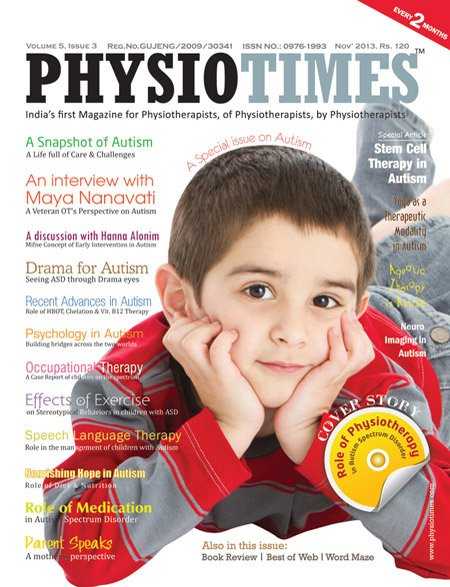 EVERY 2 MONTHS
VOLUME 5, ISSUE 3 REG.NO.GUJENG/2009/30341 ISSN NO.: 0976-1993 NOV' 2013, RS. 120
PHYSIOTIMES™
India's first Magazine for Physiotherapists, of Physiotherapists, by Physiotherapists
A Special issue on Autism
A Snapshot of Autism
A Life full of Care & Challenges
An interview with
Maya Nanavati
A Veteran OT's Perspective on Autism
A discussion with Hanna Alonim
Mifne Concept of Early Intervention in Autism
Drama for Autism
Seeing ASD through Drama eyes
Recent Advances in Autism
Role of HBOT, Chelation & Vit. B12 Therapy
Psychology in Autism
Building bridges across the two worlds
Occupational Therapy
A Case Report of children on the spectrum
Effects of Exercise
on Stereotypical Behaviors in children with ASD
Speech Language Therapy
Role in the management of children with autism
Nourishing Hope in Autism
Role of Diet & Nutrition
Role of Medication
in Autism Spectrum Disorder
Parent Speaks
A mother's perspective
Special Article
Stem Cell
Therapy in
Autism
Yoga as a
Therapeutic
Modality
in Autism
Aquatic
Therapy
in Autism
Neuro
Imaging in
Autism
COVER STORY
Role of Physiotherapy
in Autism Spectrum Disorder
www.physiotimes.com
Also in this issue:
Book Review | Best of Web | Word Maze